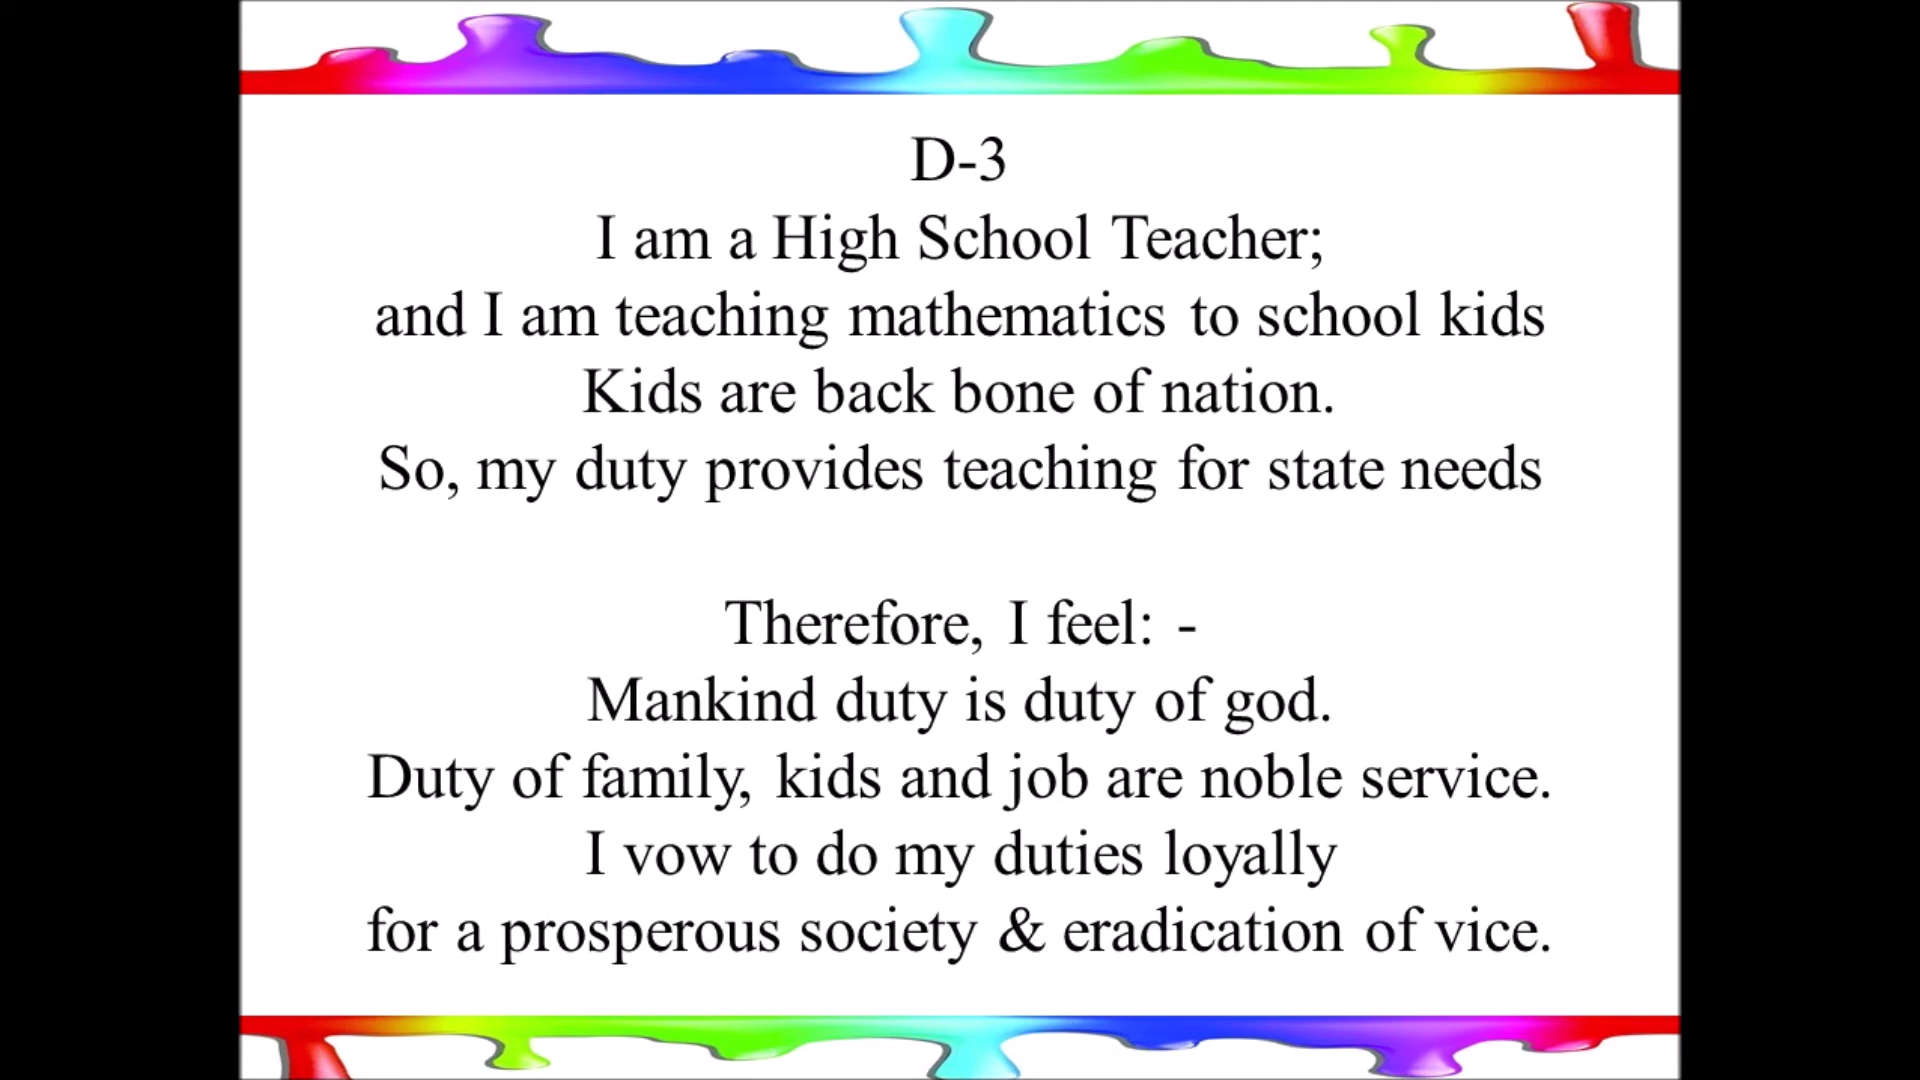 D-3
I am a High School Teacher;
and I am teaching mathematics to school kids
Kids are back bone of nation.
So, my duty provides teaching for state needs
Therefore, I feel: -
Mankind duty is duty of god.
Duty of family, kids and job are noble service.
I vow to do my duties loyally
for a prosperous society & eradication of vice.